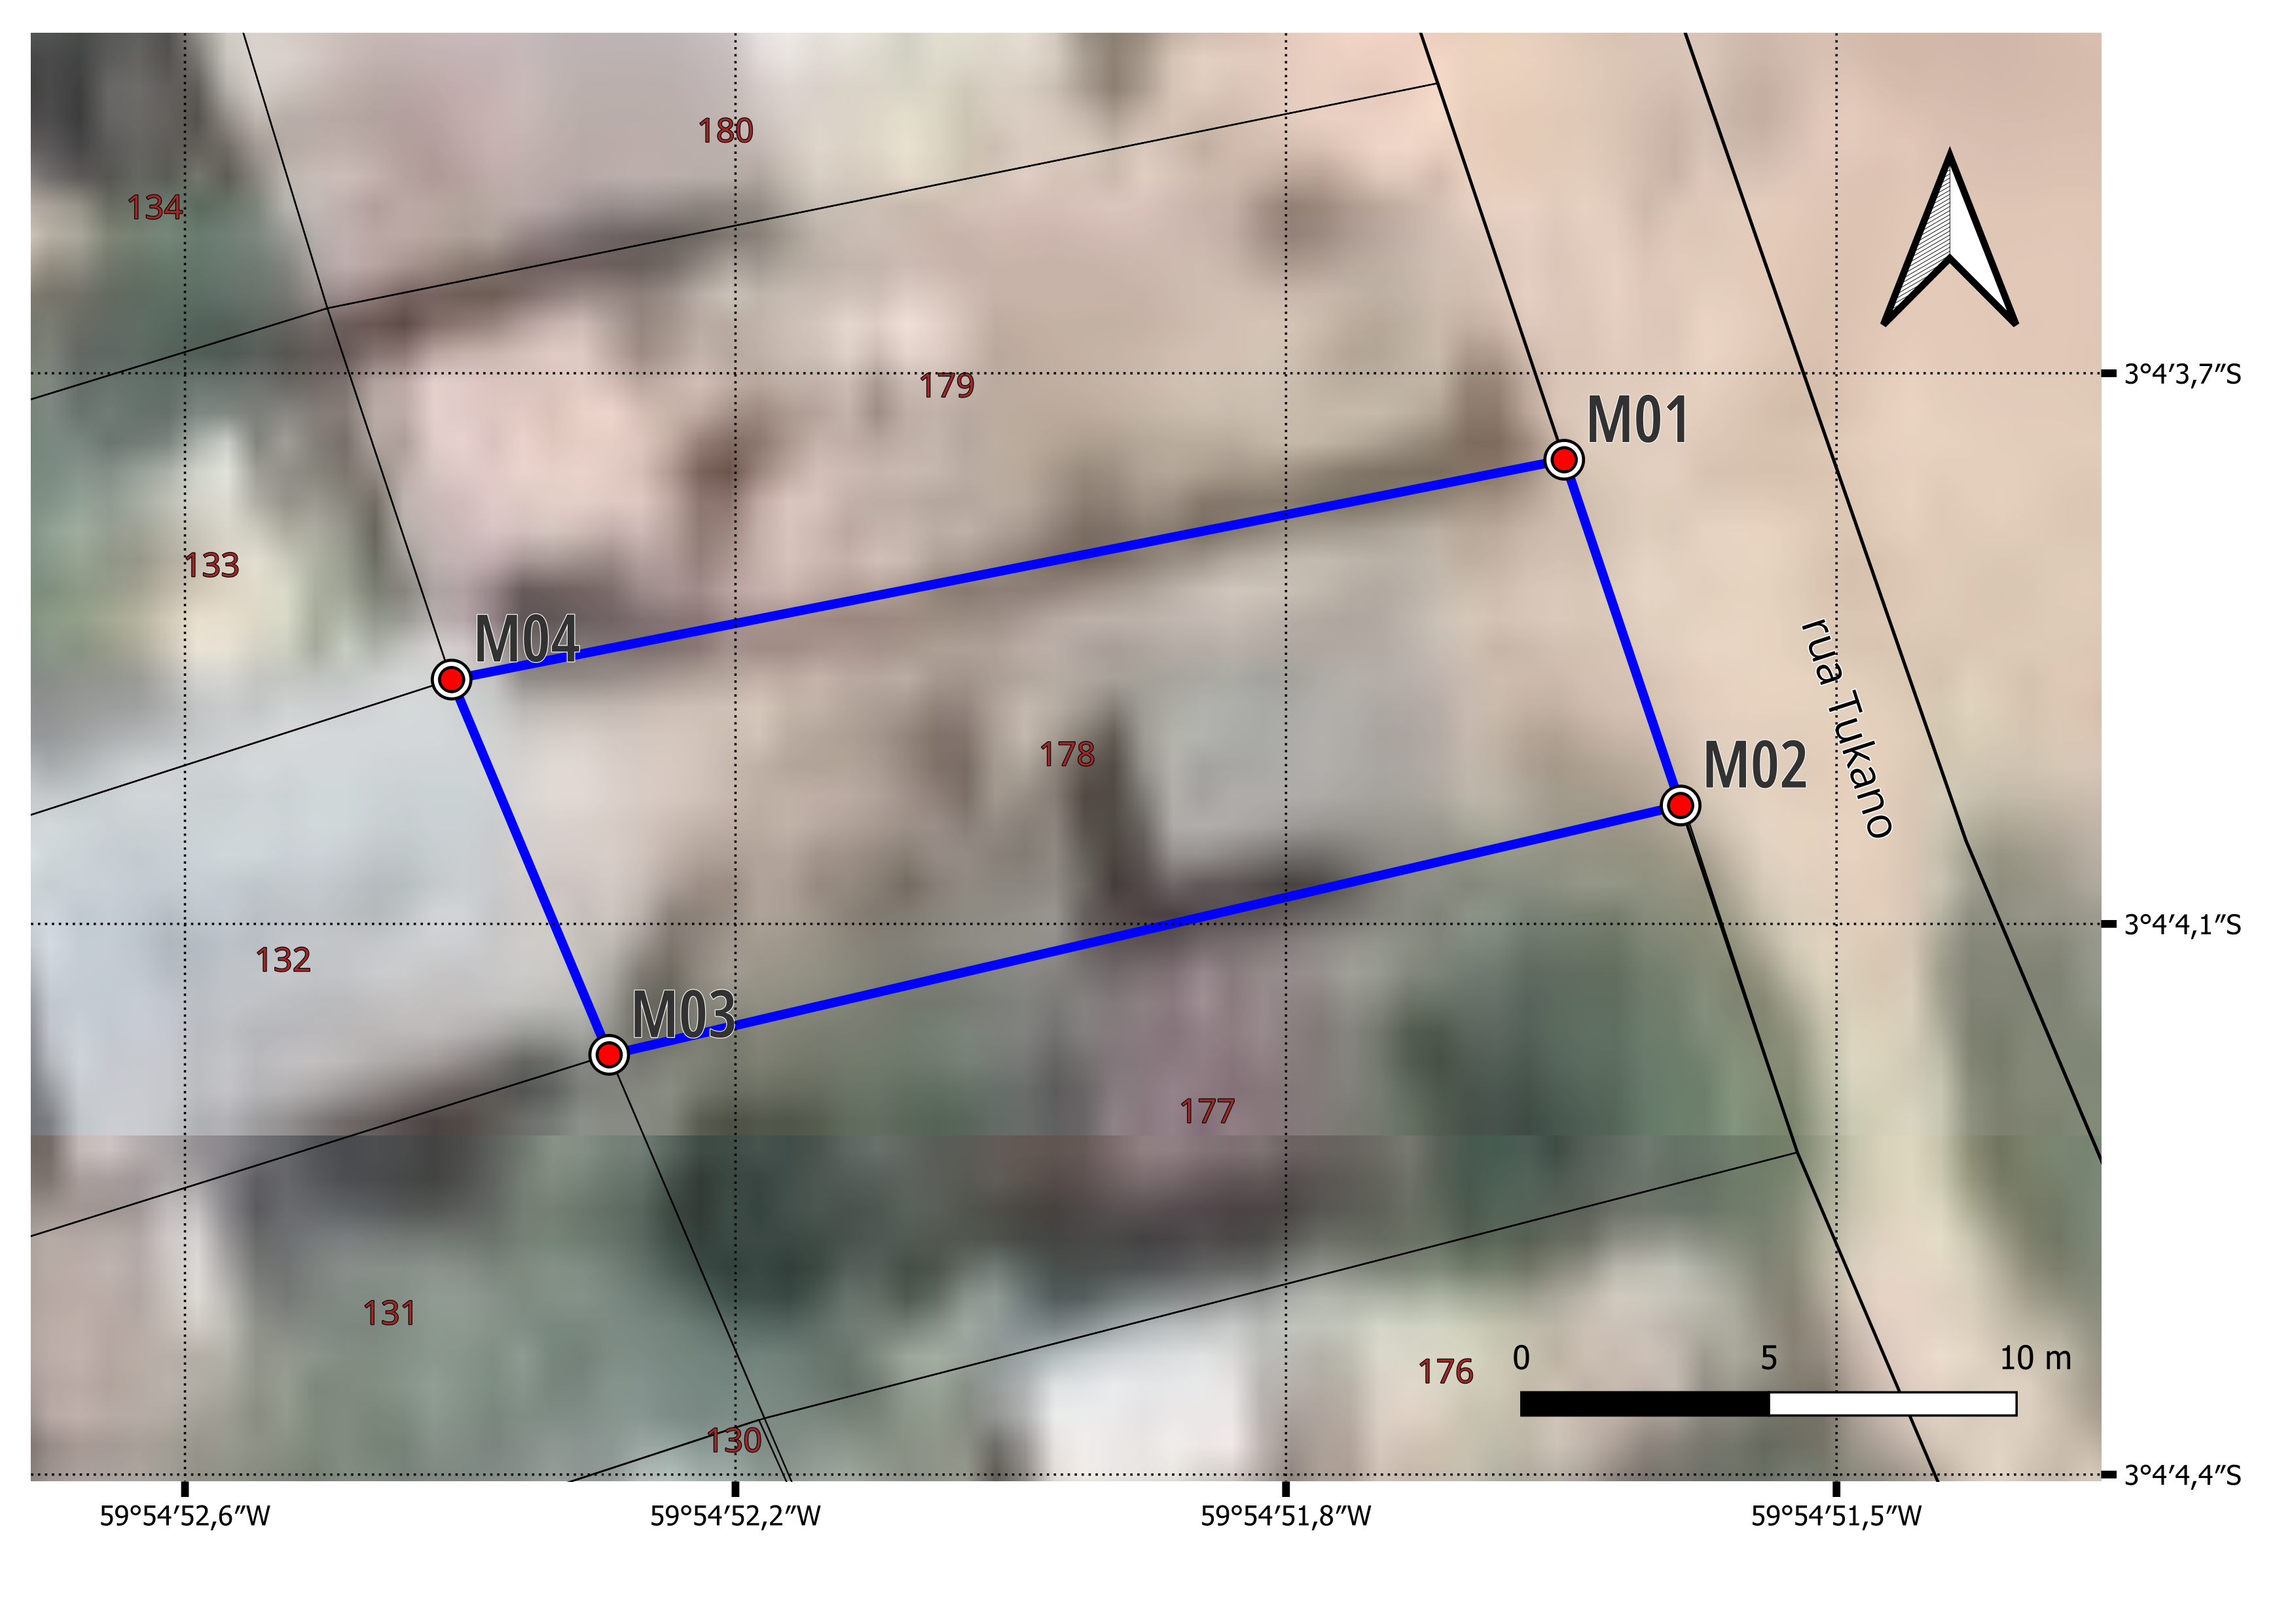 180
134
179
3°4′3,7″S
M01
133
M04
rua Tukano
178
M02
3°4′4,1″S
132
M03
177
131
0 5 10 m
176
130
3°4′4,4″S
59°54′52,6″W 59°54′52,2″W 59°54′51,8″W 59°54′51,5″W